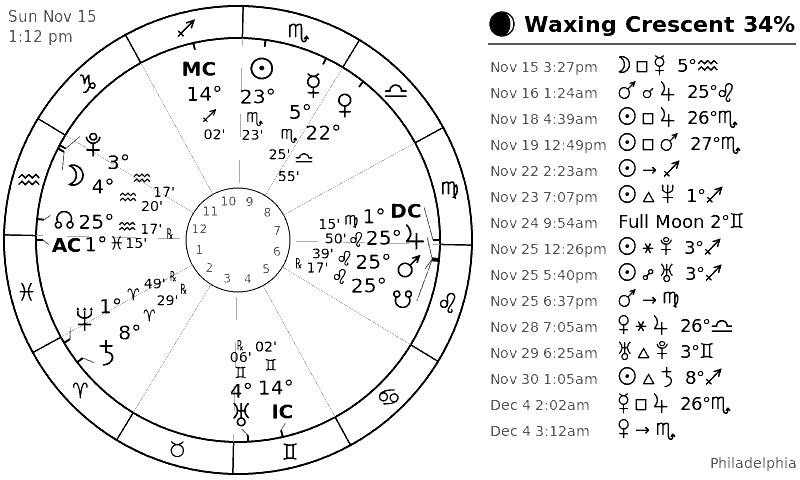 Sun Nov 15
1:12 pm
Waxing Crescent 34%
Nov 15 3:27pm ☽ □ ☿ 5°♒
Nov 16 1:24am ♂ ☌ ♃ 25°♌
Nov 18 4:39am ☉ □ ♃ 26°♏
Nov 19 12:49pm ☉ □ ♂ 27°♏
Nov 22 2:23am ☉ → ♐
Nov 23 7:07pm ☉ △ ♆ 1°♐
Nov 24 9:54am Full Moon 2°♊
Nov 25 12:26pm ☉ ⚹ ♇ 3°♐
Nov 25 5:40pm ☉ ☍ ♅ 3°♐
Nov 25 6:37pm ♂ → ♍
Nov 28 7:05am ♀ ⚹ ♃ 26°♎
Nov 29 6:25am ♅ △ ♇ 3°♊
Nov 30 1:05am ☉ △ ♄ 8°♐
Dec 4 2:02am ☿ □ ♃ 26°♏
Dec 4 3:12am ♀ → ♏
Philadelphia
♐ ♏ ♎ ♍ ♌ ♋ ♊ ♉ ♈ ♓ ♒ ♑
MC 14° ♐ 02'
☉ 23° ♏ 23'
☿ 5° ♏ 25'
♀ 22° ♎ 55'
♇ 3° ♒ 17'
☽ 4° ♒ 20'
☊ 25° ♒ 17' ℞
AC 1° ♓ 15'
DC 1° ♍ 15'
♃ 25° ♌ 50'
♂ 25° ♌ 39'
☋ 25° ♌ 17' ℞
♆ 1° ♈ 49' ℞
♄ 8° ♈ 29' ℞
♅ 4° ♊ 06' ℞
IC 14° ♊ 02'
10 9 8 7 6 5 4 3 2 1 12 11